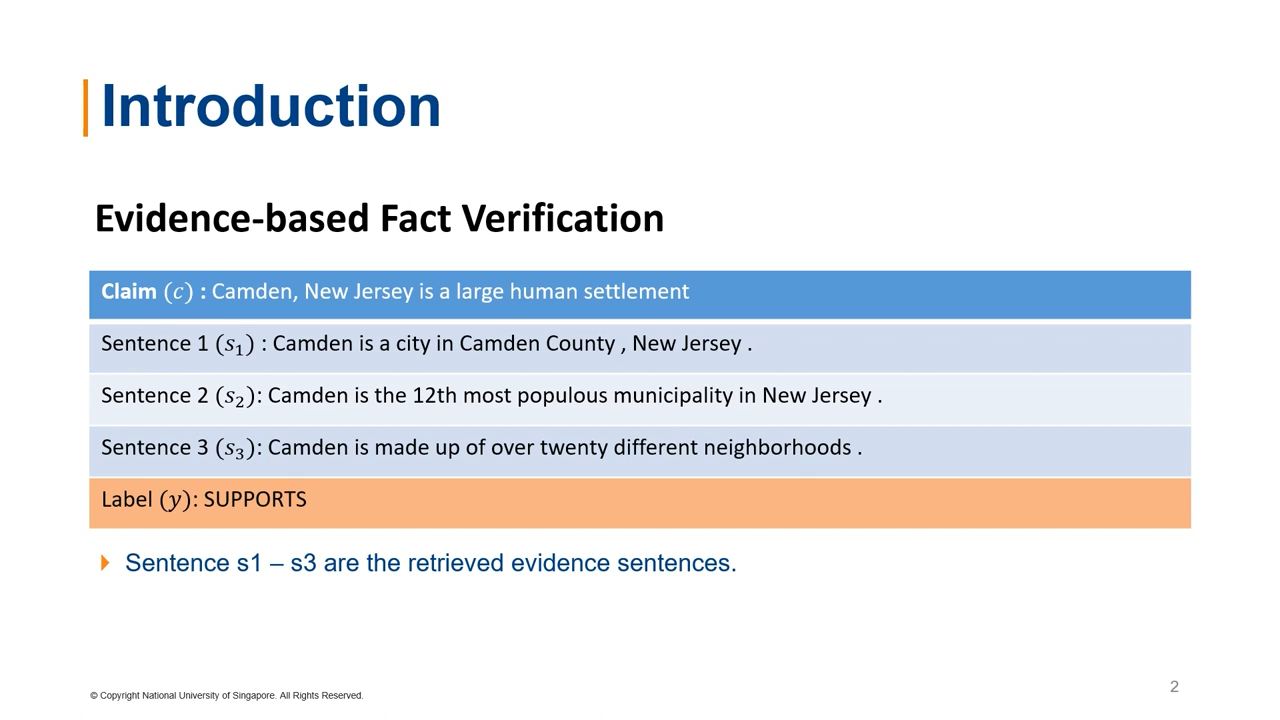 Introduction
Evidence-based Fact Verification
Claim (c) : Camden, New Jersey is a large human settlement
Sentence 1 (s₁) : Camden is a city in Camden County , New Jersey .
Sentence 2 (s₂): Camden is the 12th most populous municipality in New Jersey .
Sentence 3 (s₃): Camden is made up of over twenty different neighborhoods .
Label (y): SUPPORTS
Sentence s1 – s3 are the retrieved evidence sentences.
© Copyright National University of Singapore. All Rights Reserved.
2